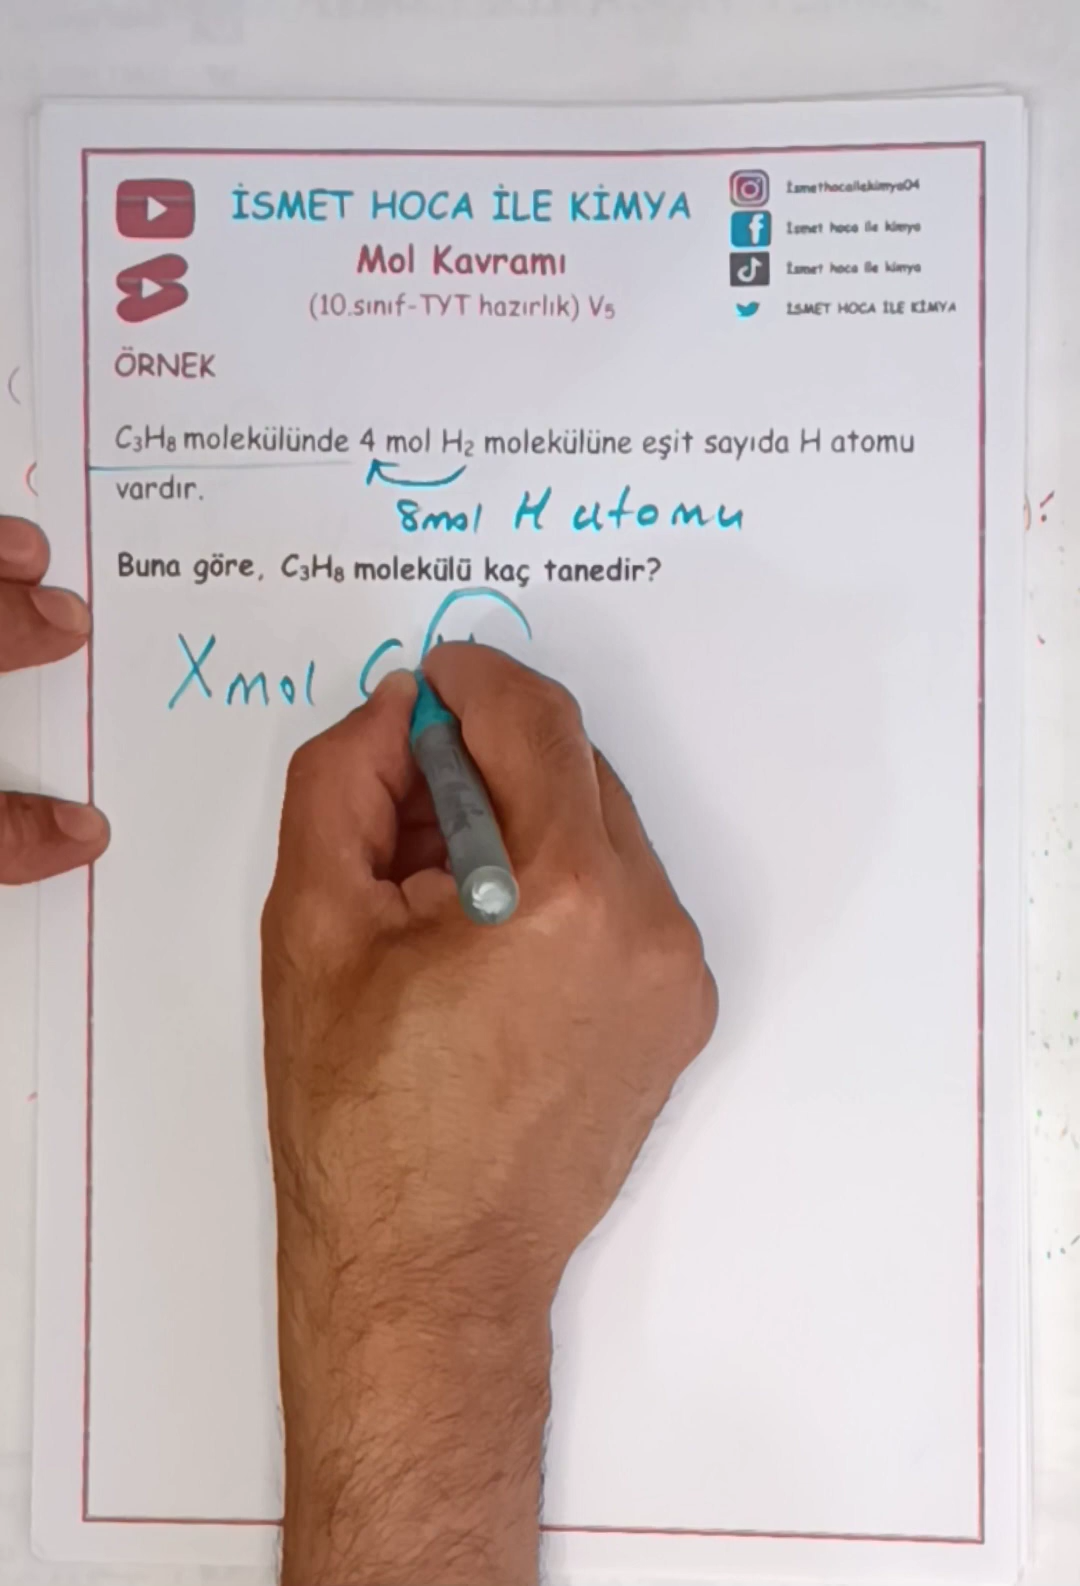 İSMET HOCA İLE KİMYA
Mol Kavramı
(10.sınıf-TYT hazırlık) V5
İsmethocailekimya04
İsmet hoca ile kimya
İsmet hoca ile kimya
İSMET HOCA İLE KİMYA
ÖRNEK
C₃H₈ molekülünde 4 mol H₂ molekülüne eşit sayıda H atomu
vardır.
8mol H atomu
Buna göre, C₃H₈ molekülü kaç tanedir?
X mol C